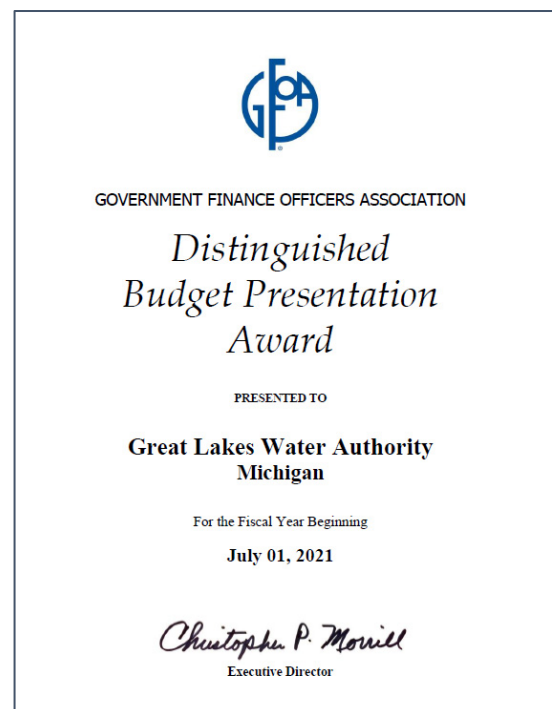 GFOA
GOVERNMENT FINANCE OFFICERS ASSOCIATION
Distinguished
Budget Presentation
Award
PRESENTED TO
Great Lakes Water Authority
Michigan
For the Fiscal Year Beginning
July 01, 2021
Christopher P. Morrill
Executive Director